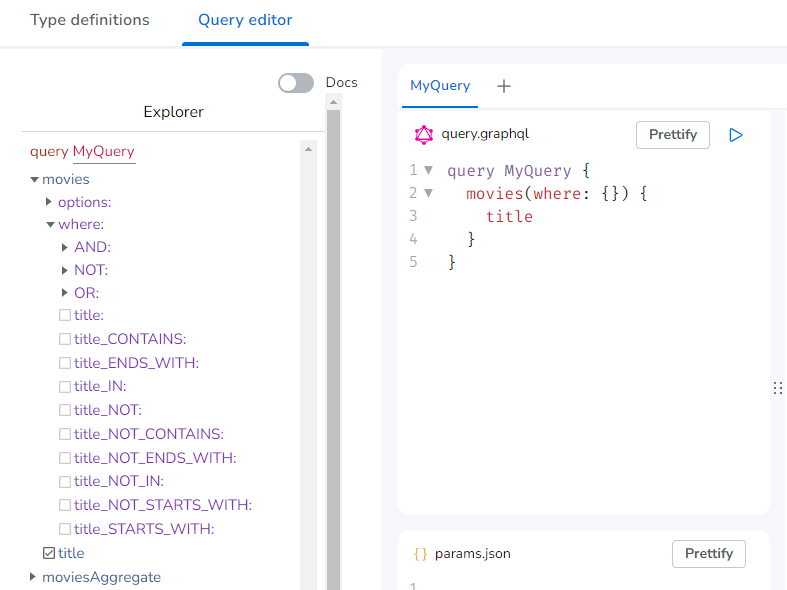 Type definitions
Query editor
Docs
Explorer
query MyQuery
movies
options:
where:
AND:
NOT:
OR:
title:
title_CONTAINS:
title_ENDS_WITH:
title_IN:
title_NOT:
title_NOT_CONTAINS:
title_NOT_ENDS_WITH:
title_NOT_IN:
title_NOT_STARTS_WITH:
title_STARTS_WITH:
title
moviesAggregate
MyQuery
query.graphql
Prettify
1 query MyQuery {
2 movies(where: {}) {
3 title
4 }
5 }
{} params.json
Prettify
1